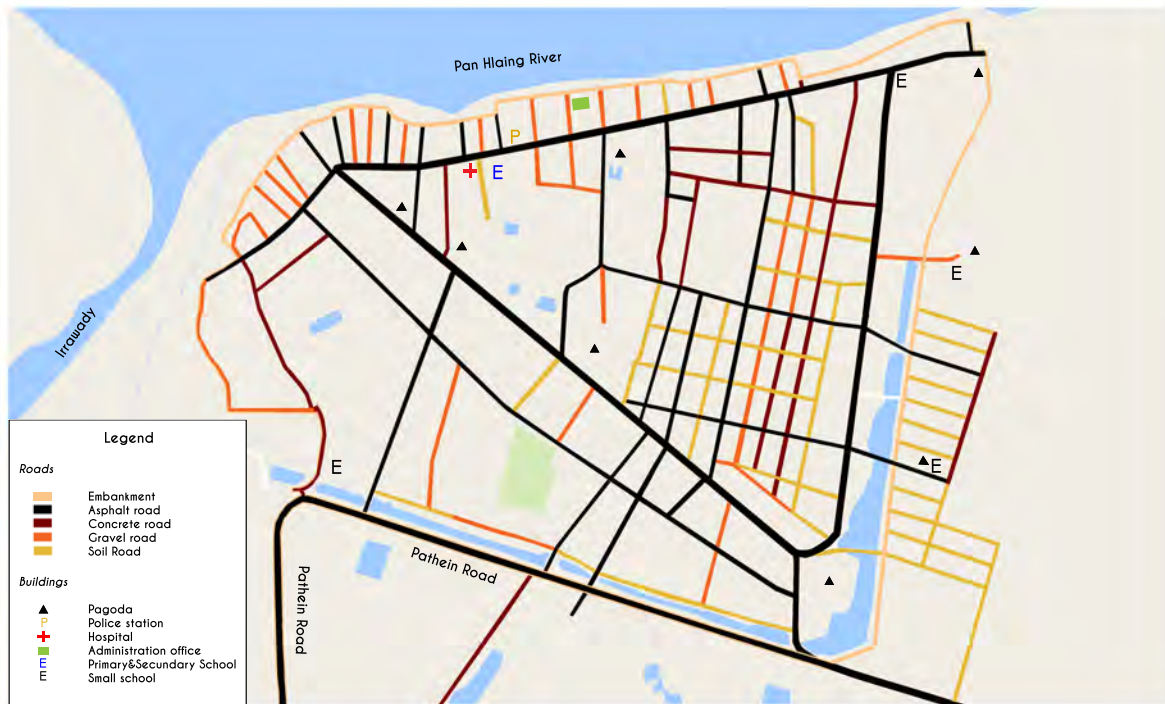 Pan Hlaing River
E
P
E
Irrawady
E
E
E
Pathein Road
Pathein Road
Legend
Roads
Embankment
Asphalt road
Concrete road
Gravel road
Soil Road
Buildings
Pagoda
P Police station
Hospital
Administration office
E Primary&Secundary School
E Small school